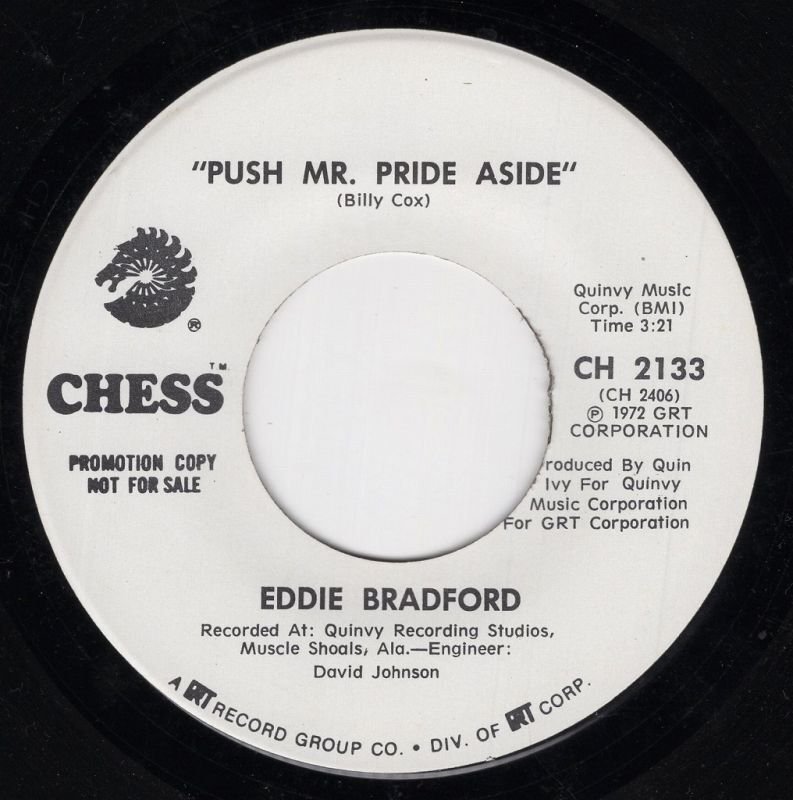 "PUSH MR. PRIDE ASIDE"
(Billy Cox)
®
Quinvy Music
Corp. (BMI)
Time 3:21
TM
CHESS
CH 2133
(CH 2406)
℗ 1972 GRT
CORPORATION
PROMOTION COPY
NOT FOR SALE
roduced By Quin
Ivy For Quinvy
Music Corporation
For GRT Corporation
EDDIE BRADFORD
Recorded At: Quinvy Recording Studios,
Muscle Shoals, Ala.—Engineer:
David Johnson
A GRT RECORD GROUP CO. • DIV. OF GRT CORP.